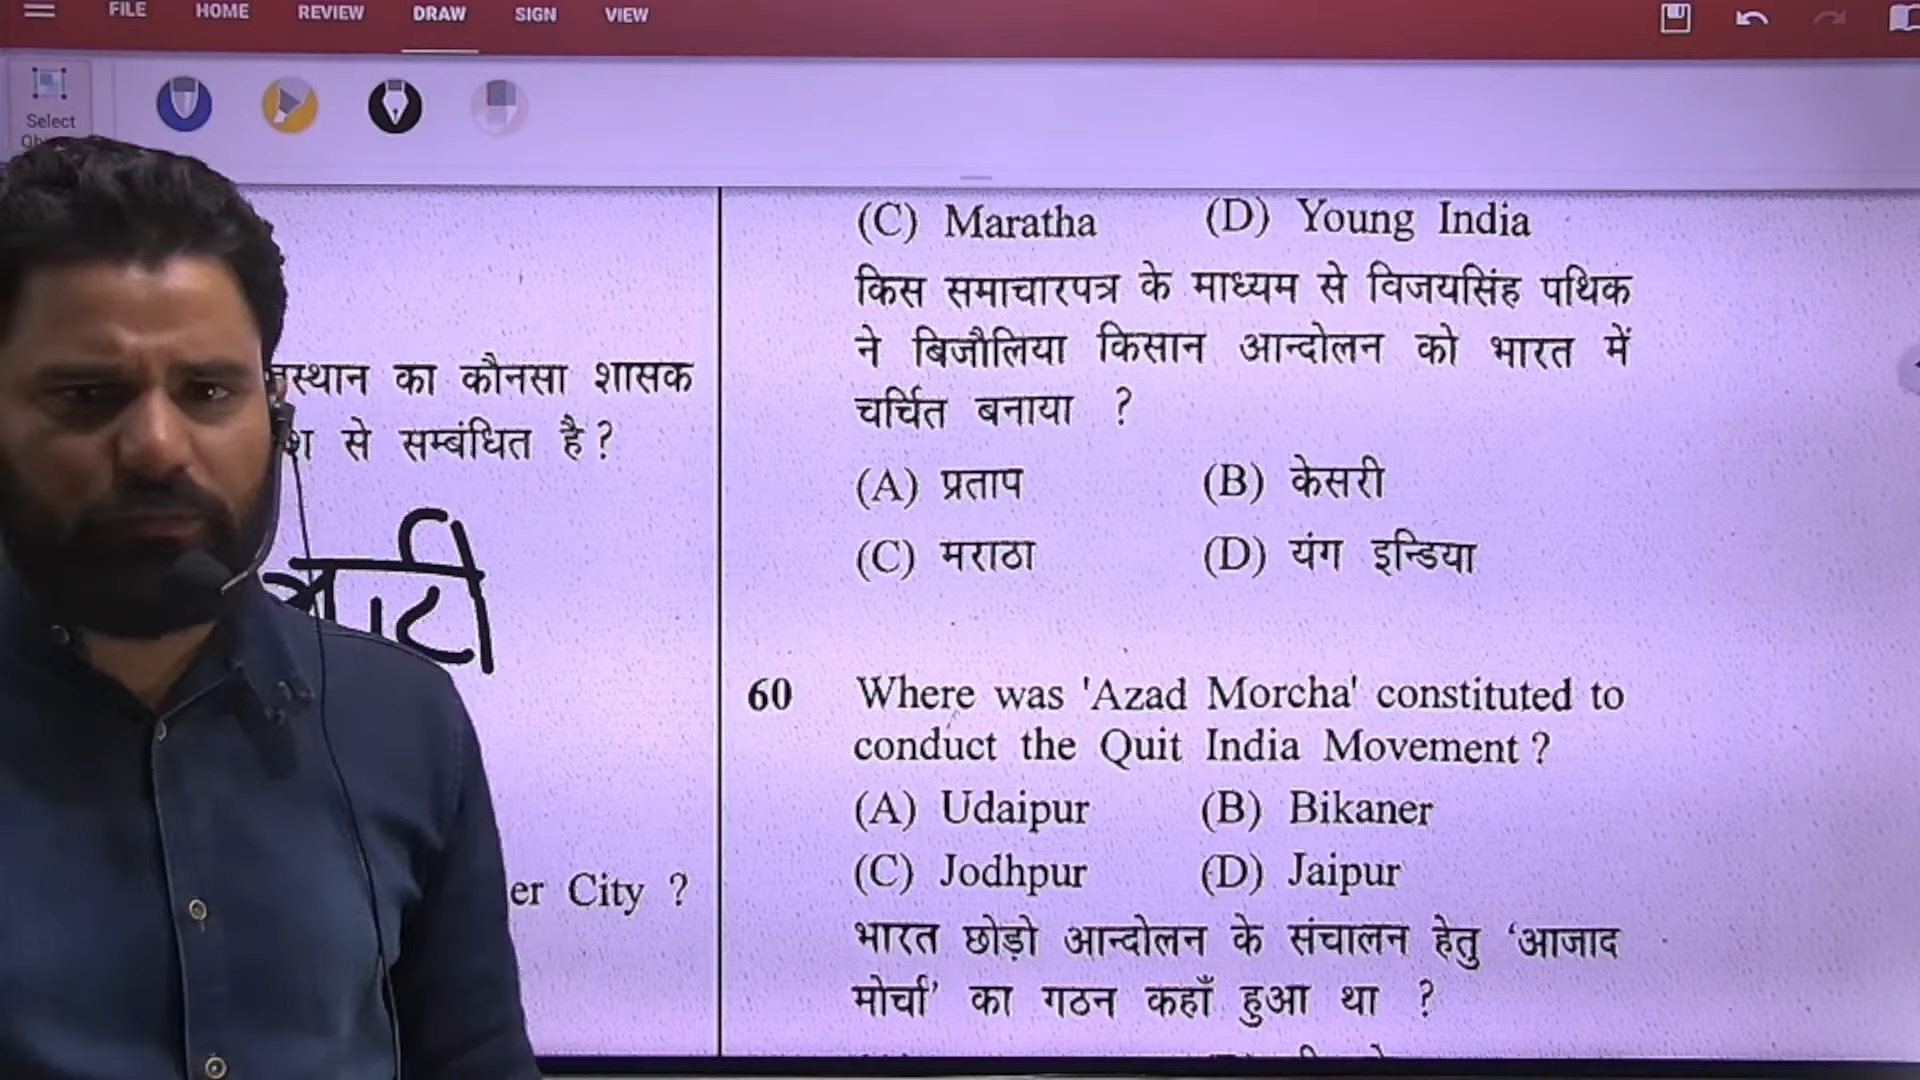 FILE HOME REVIEW DRAW SIGN VIEW
Select
(C) Maratha (D) Young India
किस समाचारपत्र के माध्यम से विजयसिंह पथिक
ने बिजौलिया किसान आन्दोलन को भारत में
चर्चित बनाया ?
(A) प्रताप (B) केसरी
(C) मराठा (D) यंग इन्डिया
60 Where was 'Azad Morcha' constituted to
conduct the Quit India Movement ?
(A) Udaipur (B) Bikaner
(C) Jodhpur (D) Jaipur
भारत छोड़ो आन्दोलन के संचालन हेतु ‘आजाद
मोर्चा’ का गठन कहाँ हुआ था ?
का कौनसा शासक
से सम्बंधित है ?
City ?